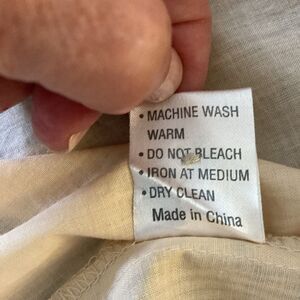 • MACHINE WASH
WARM
• DO NOT BLEACH
• IRON AT MEDIUM
• DRY CLEAN
Made in China